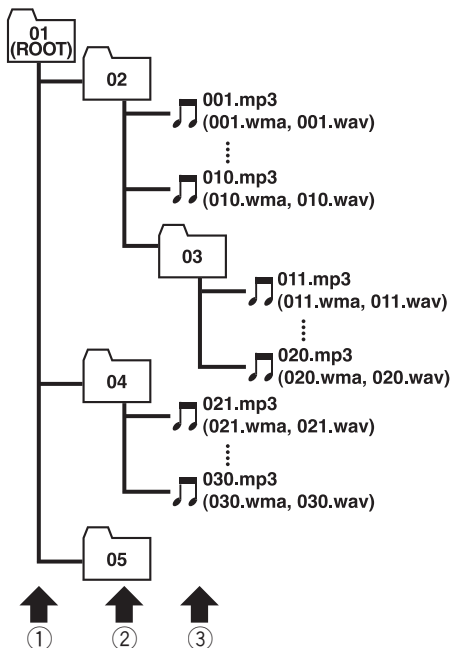 01
(ROOT)
02
001.mp3
(001.wma, 001.wav)
010.mp3
(010.wma, 010.wav)
03
011.mp3
(011.wma, 011.wav)
020.mp3
(020.wma, 020.wav)
04
021.mp3
(021.wma, 021.wav)
030.mp3
(030.wma, 030.wav)
05
① ② ③